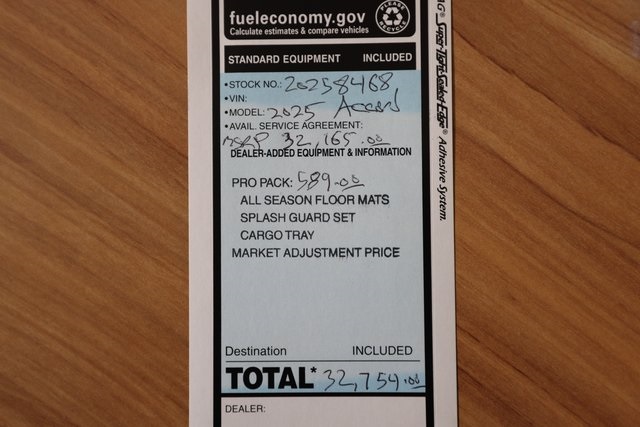 fueleconomy.gov
Calculate estimates & compare vehicles
PLEASE RECYCLE
STANDARD EQUIPMENT INCLUDED
• STOCK NO.: 20258468
• VIN:
• MODEL: 2025 Accord
• AVAIL. SERVICE AGREEMENT:
MSRP 32,165.00
DEALER-ADDED EQUIPMENT & INFORMATION
PRO PACK: 589.00
ALL SEASON FLOOR MATS
SPLASH GUARD SET
CARGO TRAY
MARKET ADJUSTMENT PRICE
Destination INCLUDED
TOTAL* 32,754.00
DEALER:
Adhesive System.